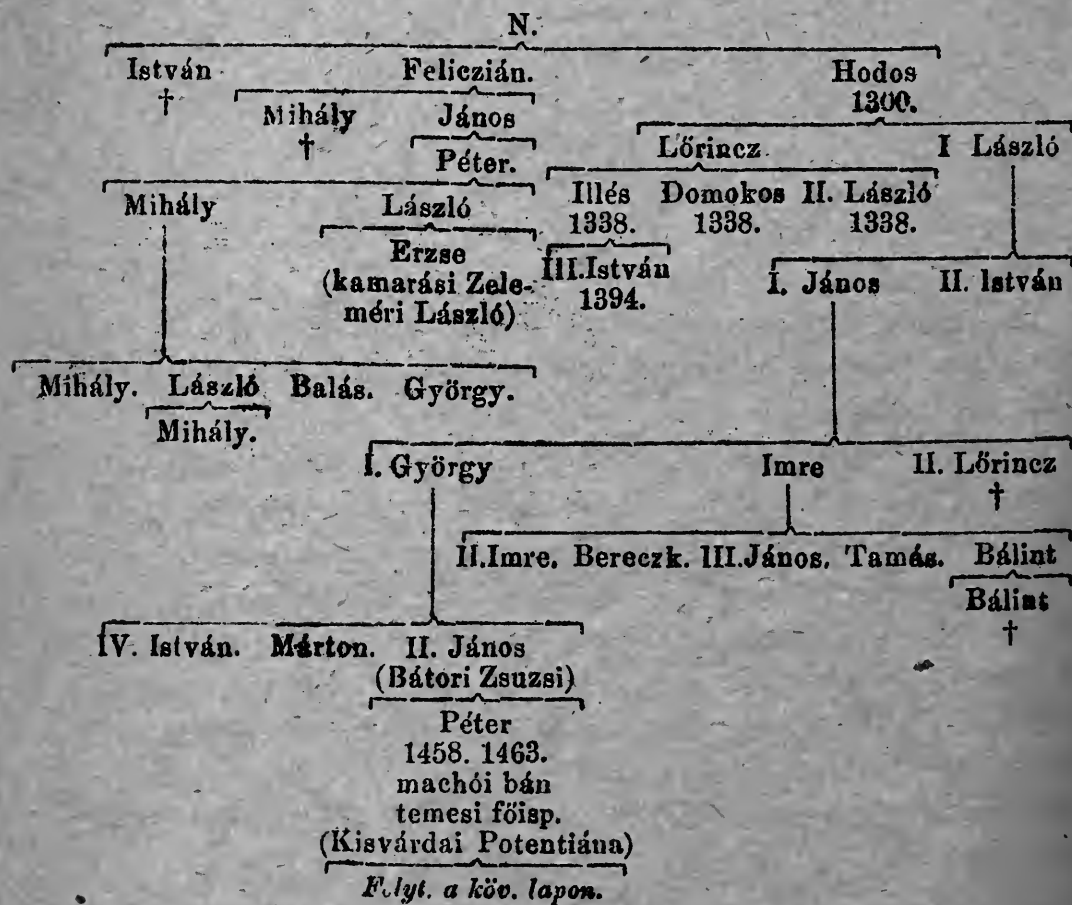 N.
István Feliczián. Hodos
† 1300.
Mihály János
† Lőrincz I László
Péter.
Mihály László Illés Domokos II. László
1338. 1338. 1338.
Erzse III.István
(kamarási Zele- I. János II. István
méri László) 1394.
Mihály. László Balás. György.
Mihály.
I. György Imre II. Lőrincz
†
II.Imre. Bereczk. III.János. Tamás. Bálint
Bálint
†
IV. István. Márton. II. János
(Bátori Zsuzsi)
Péter
1458. 1463.
machói bán
temesi főisp.
(Kisvárdai Potentiána)
F.lyt. a köv. lapon.